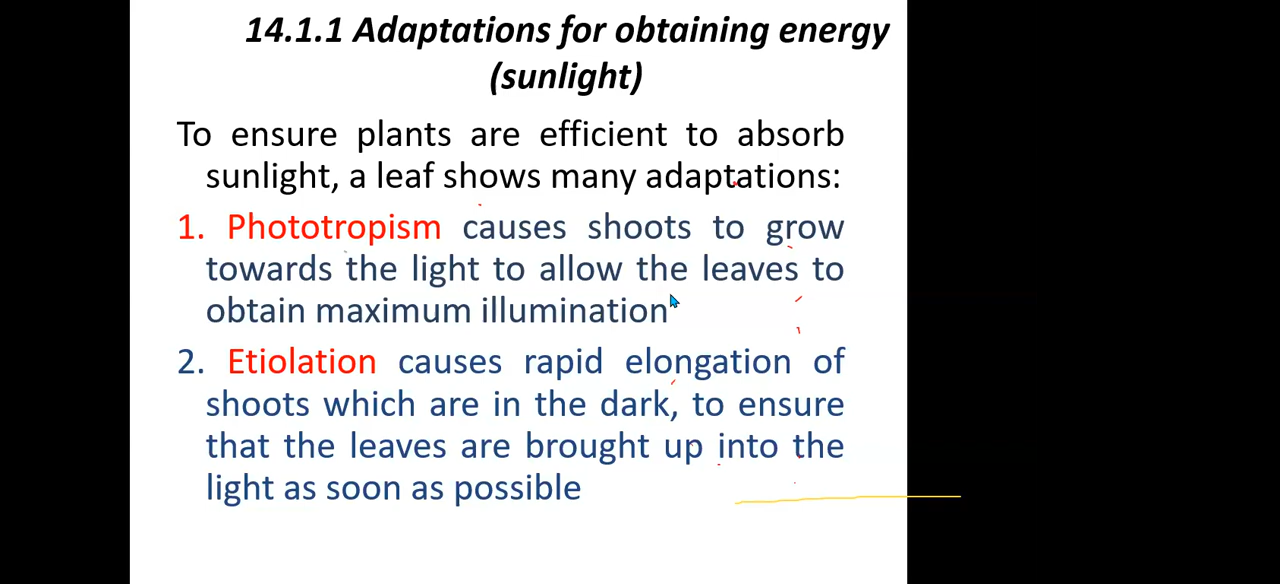 14.1.1 Adaptations for obtaining energy
(sunlight)
To ensure plants are efficient to absorb
sunlight, a leaf shows many adaptations:
1. Phototropism causes shoots to grow
towards the light to allow the leaves to
obtain maximum illumination
2. Etiolation causes rapid elongation of
shoots which are in the dark, to ensure
that the leaves are brought up into the
light as soon as possible